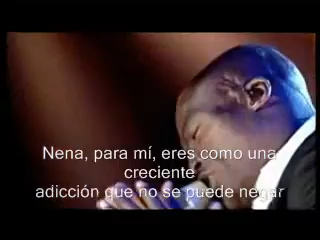 Nena, para mí, eres como una
creciente
adicción que no se puede negar